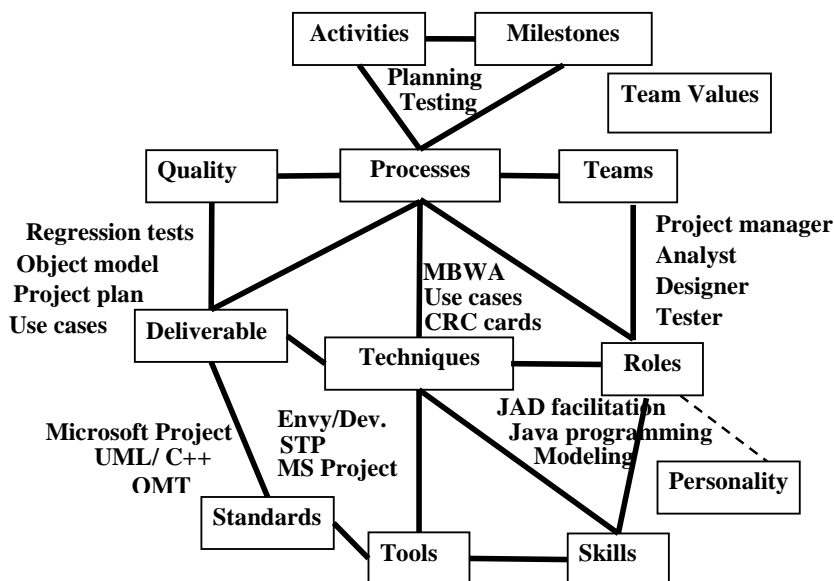 Activities
Milestones
Planning
Testing
Team Values
Quality
Processes
Teams
Regression tests
Object model
Project plan
Use cases
MBWA
Use cases
CRC cards
Project manager
Analyst
Designer
Tester
Deliverable
Techniques
Roles
Microsoft Project
UML/ C++
OMT
Envy/Dev.
STP
MS Project
JAD facilitation
Java programming
Modeling
Personality
Standards
Tools
Skills